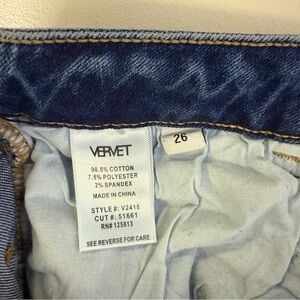 VERVET
26
90.5% COTTON
7.5% POLYESTER
2% SPANDEX
MADE IN CHINA
STYLE #: V2418
CUT #: 51661
RN# 125813
SEE REVERSE FOR CARE